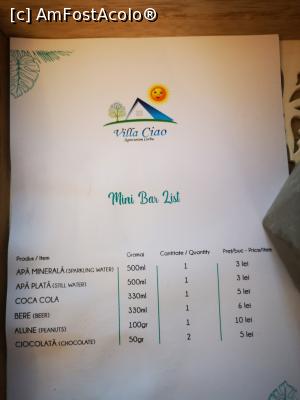 [c] AmFostAcolo®
Villa Ciao
Mini Bar List
Produs / Item Gramaj Cantitate / Quantity Preț/buc - Price/item
APĂ MINERALĂ (SPARKLING WATER) 500ml 1 3 lei
APĂ PLATĂ (STILL WATER) 500ml 1 3 lei
COCA COLA 330ml 1 5 lei
BERE (BEER) 330ml 1 6 lei
ALUNE (PEANUTS) 100gr 1 10 lei
CIOCOLATĂ (CHOCOLATE) 50gr 2 5 lei